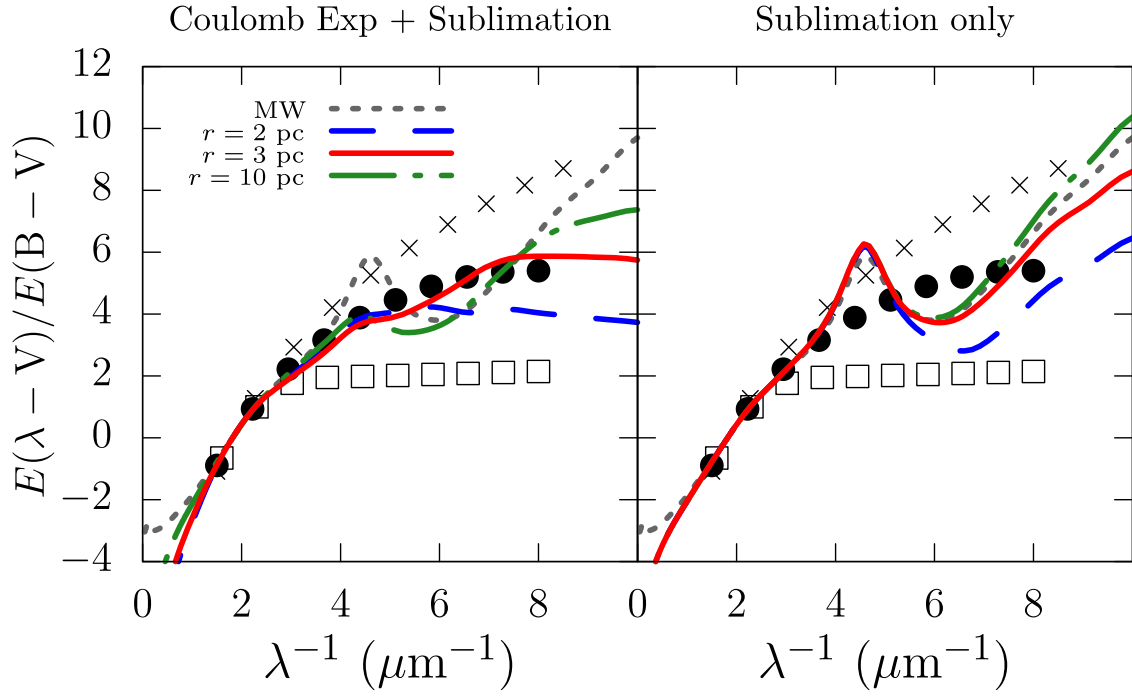 Coulomb Exp + Sublimation
Sublimation only
E(λ − V)/E(B − V)
12
10
8
6
4
2
0
−2
−4
MW
r = 2 pc
r = 3 pc
r = 10 pc
0 2 4 6 8 0 2 4 6 8
λ⁻¹ (μm⁻¹)
λ⁻¹ (μm⁻¹)